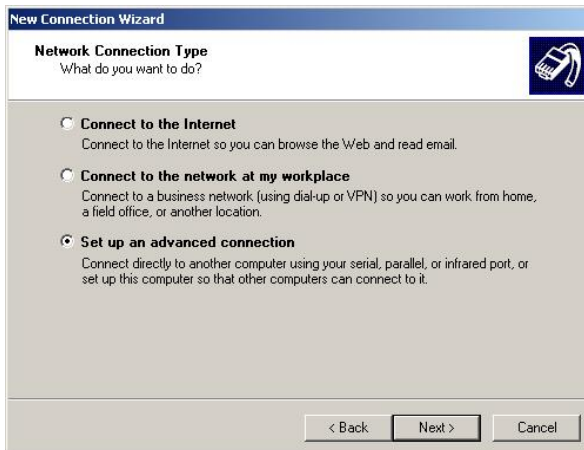 New Connection Wizard
Network Connection Type
What do you want to do?
Connect to the Internet
Connect to the Internet so you can browse the Web and read email.
Connect to the network at my workplace
Connect to a business network (using dial-up or VPN) so you can work from home,
a field office, or another location.
Set up an advanced connection
Connect directly to another computer using your serial, parallel, or infrared port, or
set up this computer so that other computers can connect to it.
< Back Next > Cancel